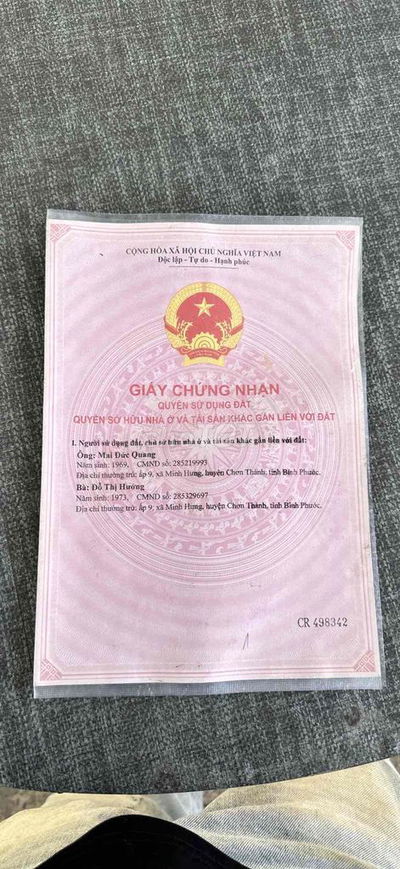 CỘNG HÒA XÃ HỘI CHỦ NGHĨA VIỆT NAM
Độc lập - Tự do - Hạnh phúc
GIẤY CHỨNG NHẬN
QUYỀN SỬ DỤNG ĐẤT
QUYỀN SỞ HỮU NHÀ Ở VÀ TÀI SẢN KHÁC GẮN LIỀN VỚI ĐẤT
I. Người sử dụng đất, chủ sở hữu nhà ở và tài sản khác gắn liền với đất:
Ông: Mai Đức Quang
Năm sinh: 1969, CMND số: 285219993
Địa chỉ thường trú: ấp 9, xã Minh Hưng, huyện Chơn Thành, tỉnh Bình Phước.
Bà: Đỗ Thị Hường
Năm sinh: 1973, CMND số: 285329697
Địa chỉ thường trú: ấp 9, xã Minh Hưng, huyện Chơn Thành, tỉnh Bình Phước.
CR 498342